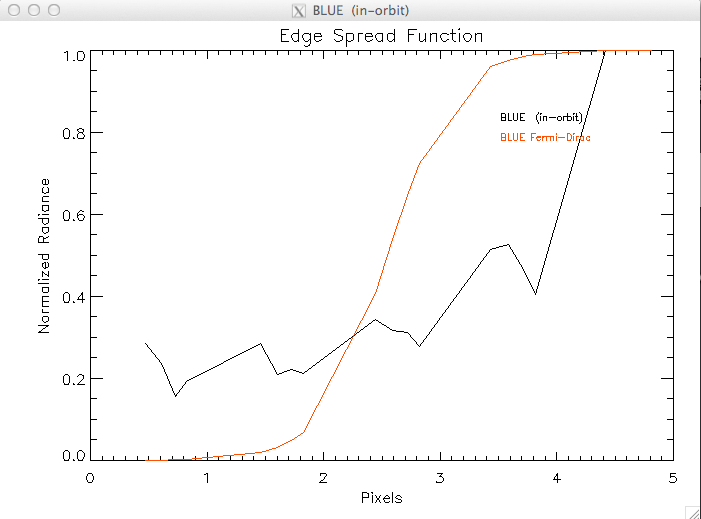 BLUE (in-orbit)
Edge Spread Function
1.0
0.8
0.6
0.4
0.2
0.0
Normalized Radiance
BLUE (in-orbit)
BLUE Fermi-Dirac
0 1 2 3 4 5
Pixels